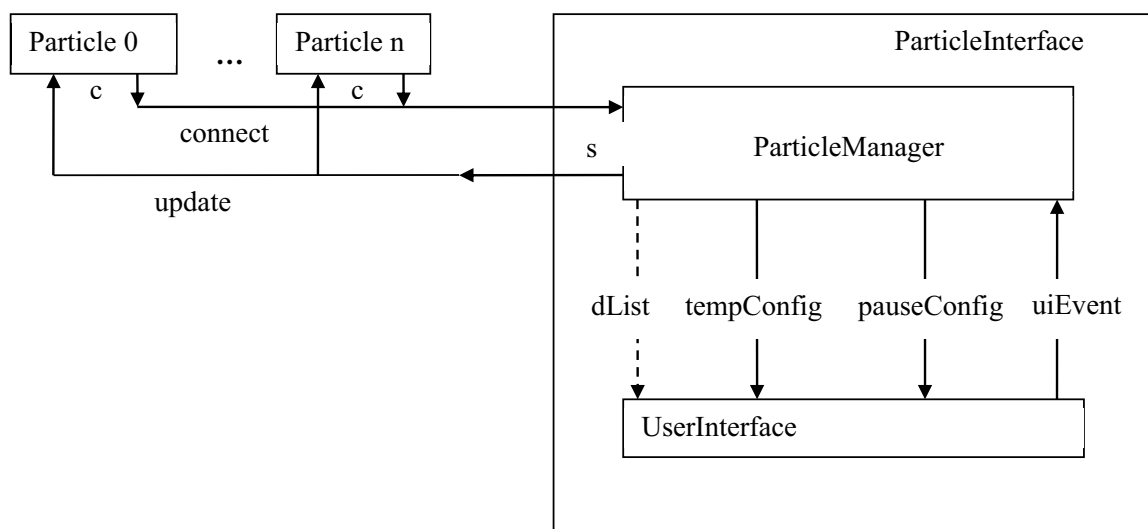 Particle 0
...
Particle n
ParticleInterface
c
c
connect
ParticleManager
s
update
dList
tempConfig
pauseConfig
uiEvent
UserInterface